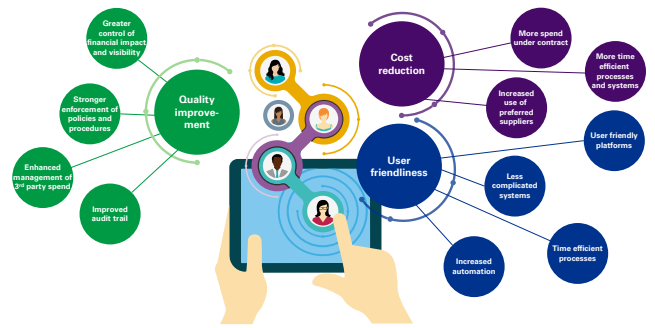 Greater
control of
financial impact
and visibility
Stronger
enforcement of
policies and
procedures
Enhanced
management of
3rd party spend
Improved
audit trail
Quality
improve-
ment
Cost
reduction
More spend
under contract
More time
efficient
processes
and systems
Increased
use of
preferred
suppliers
User
friendliness
User friendly
platforms
Less
complicated
systems
Time efficient
processes
Increased
automation